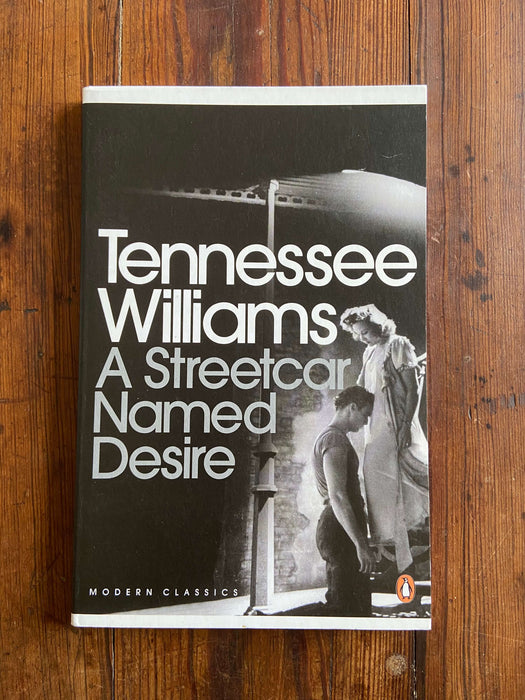 Tennessee
Williams
A Streetcar
Named
Desire
MODERN CLASSICS